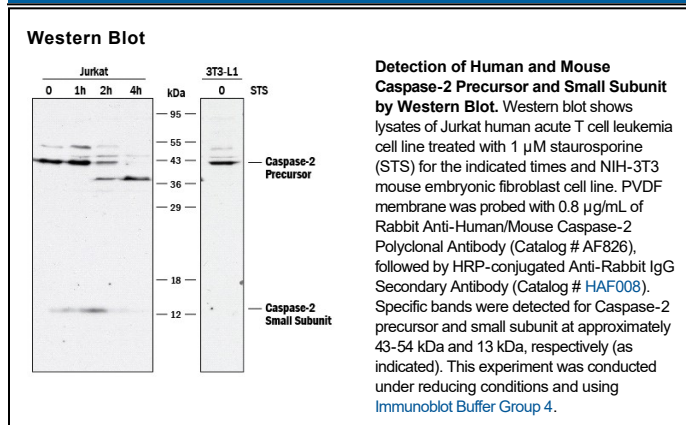 Western Blot
Jurkat
3T3-L1
0 1h 2h 4h kDa 0 STS
95
55
43
Caspase-2
Precursor
36
29
18
12
Caspase-2
Small Subunit
Detection of Human and Mouse
Caspase-2 Precursor and Small Subunit
by Western Blot. Western blot shows
lysates of Jurkat human acute T cell leukemia
cell line treated with 1 µM staurosporine
(STS) for the indicated times and NIH-3T3
mouse embryonic fibroblast cell line. PVDF
membrane was probed with 0.8 µg/mL of
Rabbit Anti-Human/Mouse Caspase-2
Polyclonal Antibody (Catalog # AF826),
followed by HRP-conjugated Anti-Rabbit IgG
Secondary Antibody (Catalog # HAF008).
Specific bands were detected for Caspase-2
precursor and small subunit at approximately
43-54 kDa and 13 kDa, respectively (as
indicated). This experiment was conducted
under reducing conditions and using
Immunoblot Buffer Group 4.